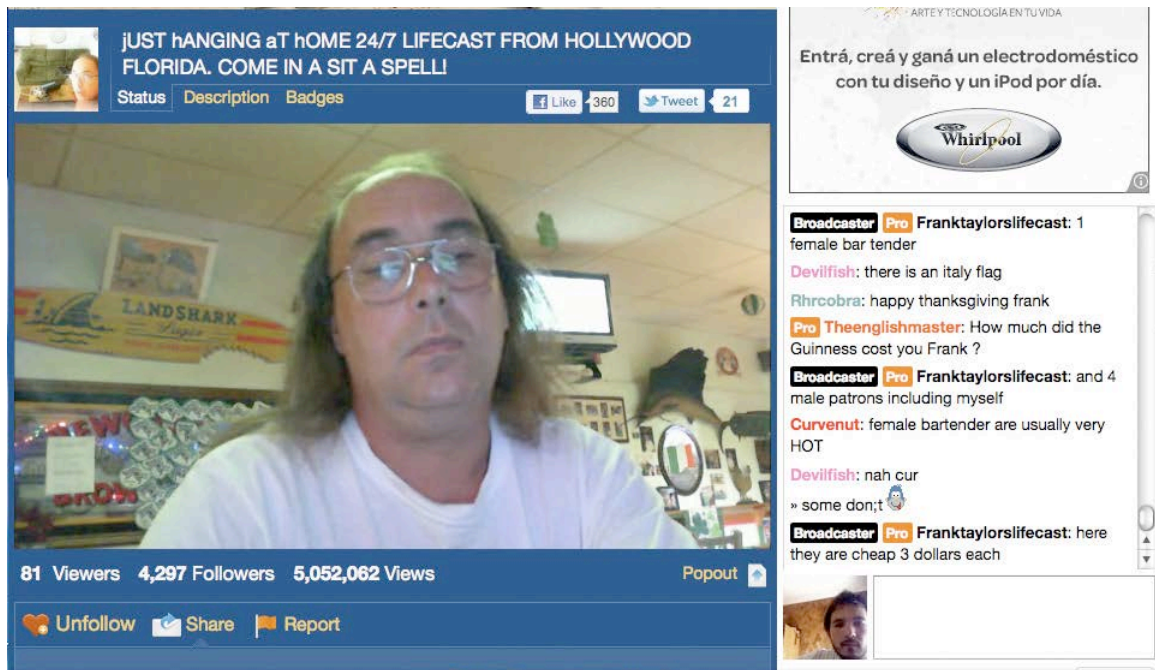 jUST hANGING aT hOME 24/7 LIFECAST FROM HOLLYWOOD
FLORIDA. COME IN A SIT A SPELL!
Status Description Badges
Like 360 Tweet 21
LANDSHARK
Lager
81 Viewers 4,297 Followers 5,052,062 Views
Popout
Unfollow Share Report
ARTE Y TECNOLOGÍA EN TU VIDA
Entrá, creá y ganá un electrodoméstico
con tu diseño y un iPod por día.
Whirlpool
Broadcaster Pro Franktaylorslifecast: 1
female bar tender
Devilfish: there is an italy flag
Rhrcobra: happy thanksgiving frank
Pro Theenglishmaster: How much did the
Guinness cost you Frank ?
Broadcaster Pro Franktaylorslifecast: and 4
male patrons including myself
Curvenut: female bartender are usually very
HOT
Devilfish: nah cur
» some don;t
Broadcaster Pro Franktaylorslifecast: here
they are cheap 3 dollars each